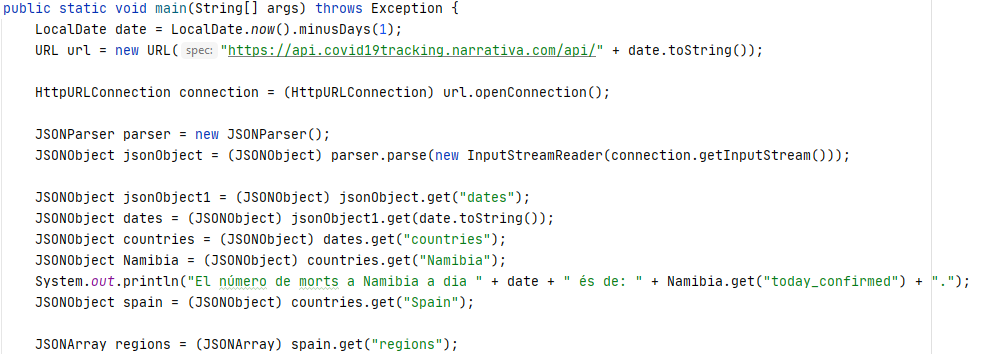 public static void main(String[] args) throws Exception {
    LocalDate date = LocalDate.now().minusDays(1);
    URL url = new URL( spec: "https://api.covid19tracking.narrativa.com/api/" + date.toString());

    HttpURLConnection connection = (HttpURLConnection) url.openConnection();

    JSONParser parser = new JSONParser();
    JSONObject jsonObject = (JSONObject) parser.parse(new InputStreamReader(connection.getInputStream()));

    JSONObject jsonObject1 = (JSONObject) jsonObject.get("dates");
    JSONObject dates = (JSONObject) jsonObject1.get(date.toString());
    JSONObject countries = (JSONObject) dates.get("countries");
    JSONObject Namibia = (JSONObject) countries.get("Namibia");
    System.out.println("El número de morts a Namibia a dia " + date + " és de: " + Namibia.get("today_confirmed") + ".");
    JSONObject spain = (JSONObject) countries.get("Spain");

    JSONArray regions = (JSONArray) spain.get("regions");